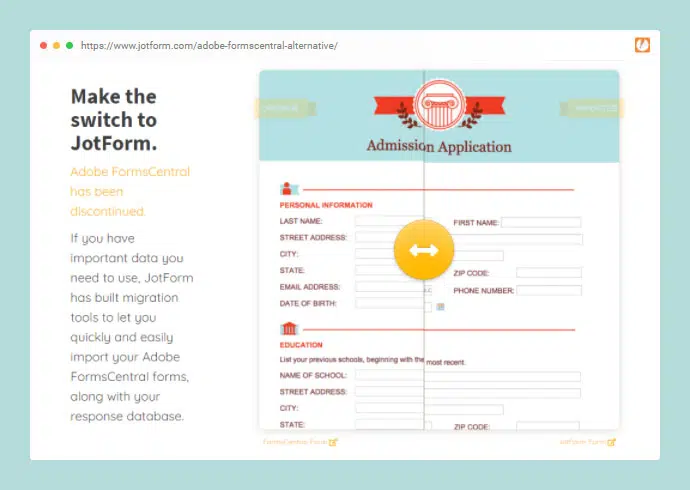 https://www.jotform.com/adobe-formscentral-alternative/
Make the
switch to
JotForm.
Adobe FormsCentral
has been
discontinued.
If you have
important data you
need to use, JotForm
has built migration
tools to let you
quickly and easily
import your Adobe
FormsCentral forms,
along with your
response database.
Admission Application
PERSONAL INFORMATION
LAST NAME:
FIRST NAME:
STREET ADDRESS:
CITY:
STATE:
ZIP CODE:
EMAIL ADDRESS:
PHONE NUMBER:
DATE OF BIRTH:
EDUCATION
List your previous schools, beginning with the most recent.
NAME OF SCHOOL:
STREET ADDRESS:
CITY:
STATE:
ZIP CODE:
FormsCentral Form
JotForm Form